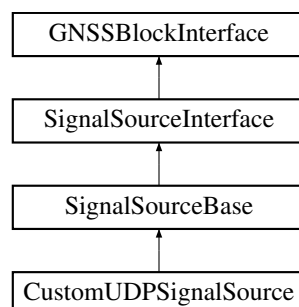 GNSSBlockInterface
SignalSourceInterface
SignalSourceBase
CustomUDPSignalSource